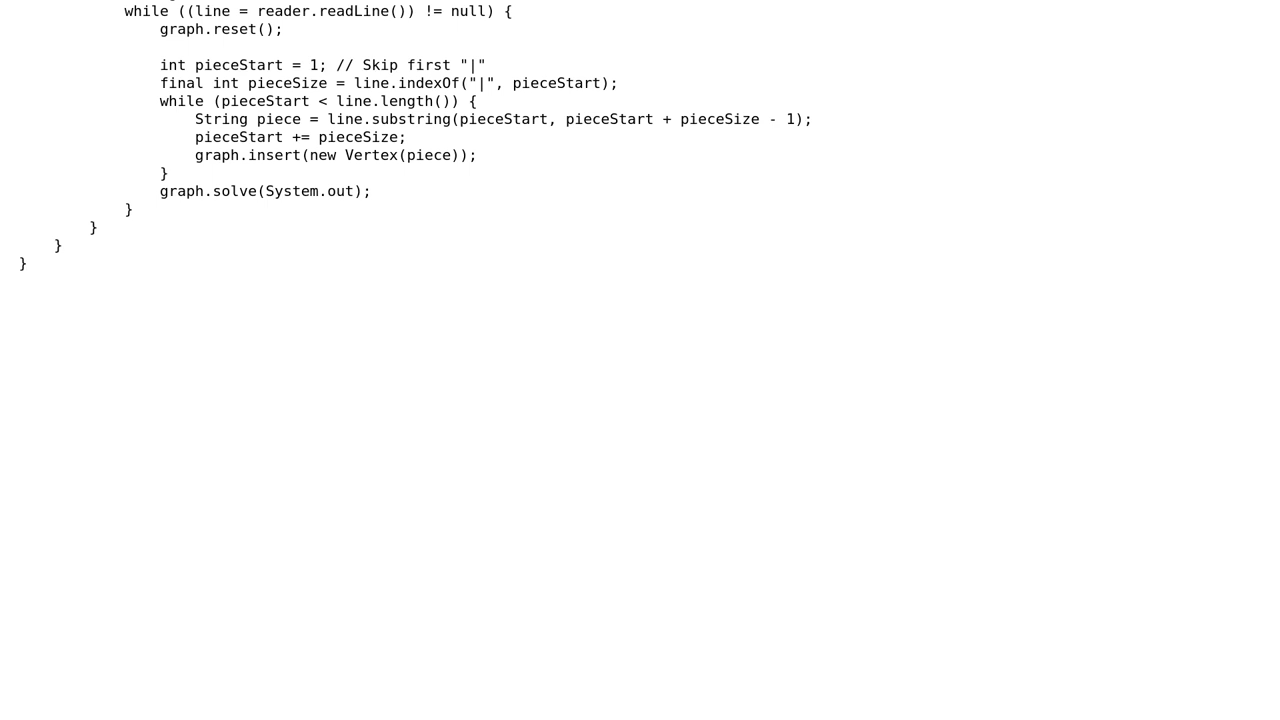 while ((line = reader.readLine()) != null) {
graph.reset();
int pieceStart = 1; // Skip first "|"
final int pieceSize = line.indexOf("|", pieceStart);
while (pieceStart < line.length()) {
String piece = line.substring(pieceStart, pieceStart + pieceSize - 1);
pieceStart += pieceSize;
graph.insert(new Vertex(piece));
}
graph.solve(System.out);
}
}
}
}